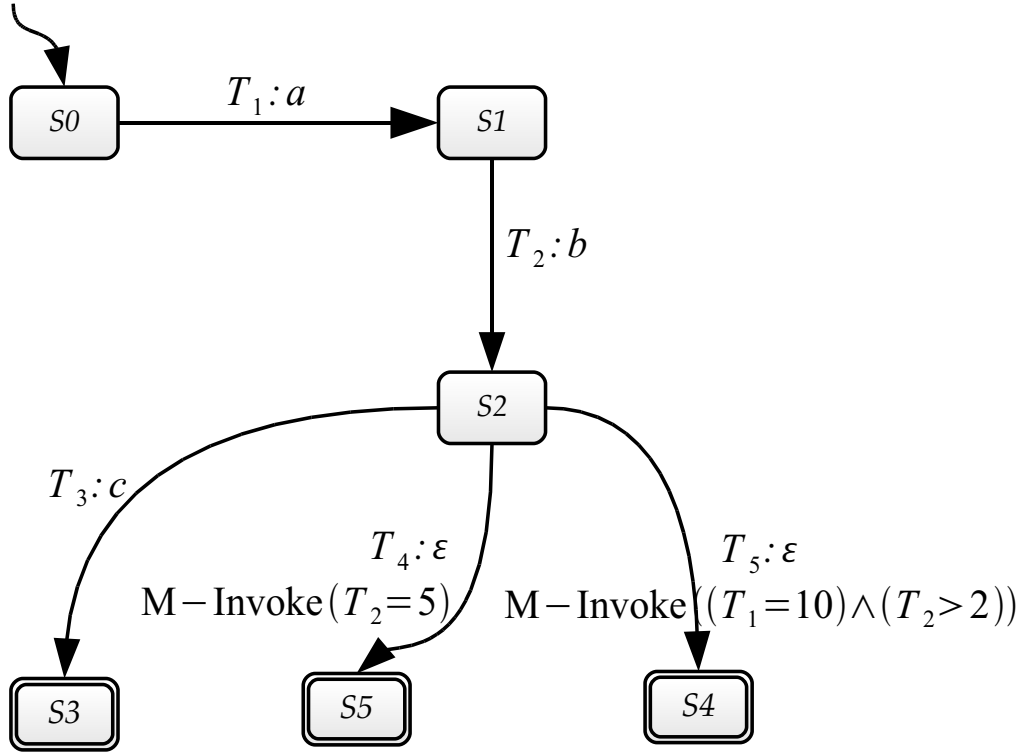 T₁:a
S0
S1
T₂:b
S2
T₃:c
T₄:ε
M–Invoke(T₂=5)
T₅:ε
M–Invoke((T₁=10)∧(T₂>2))
S3
S5
S4